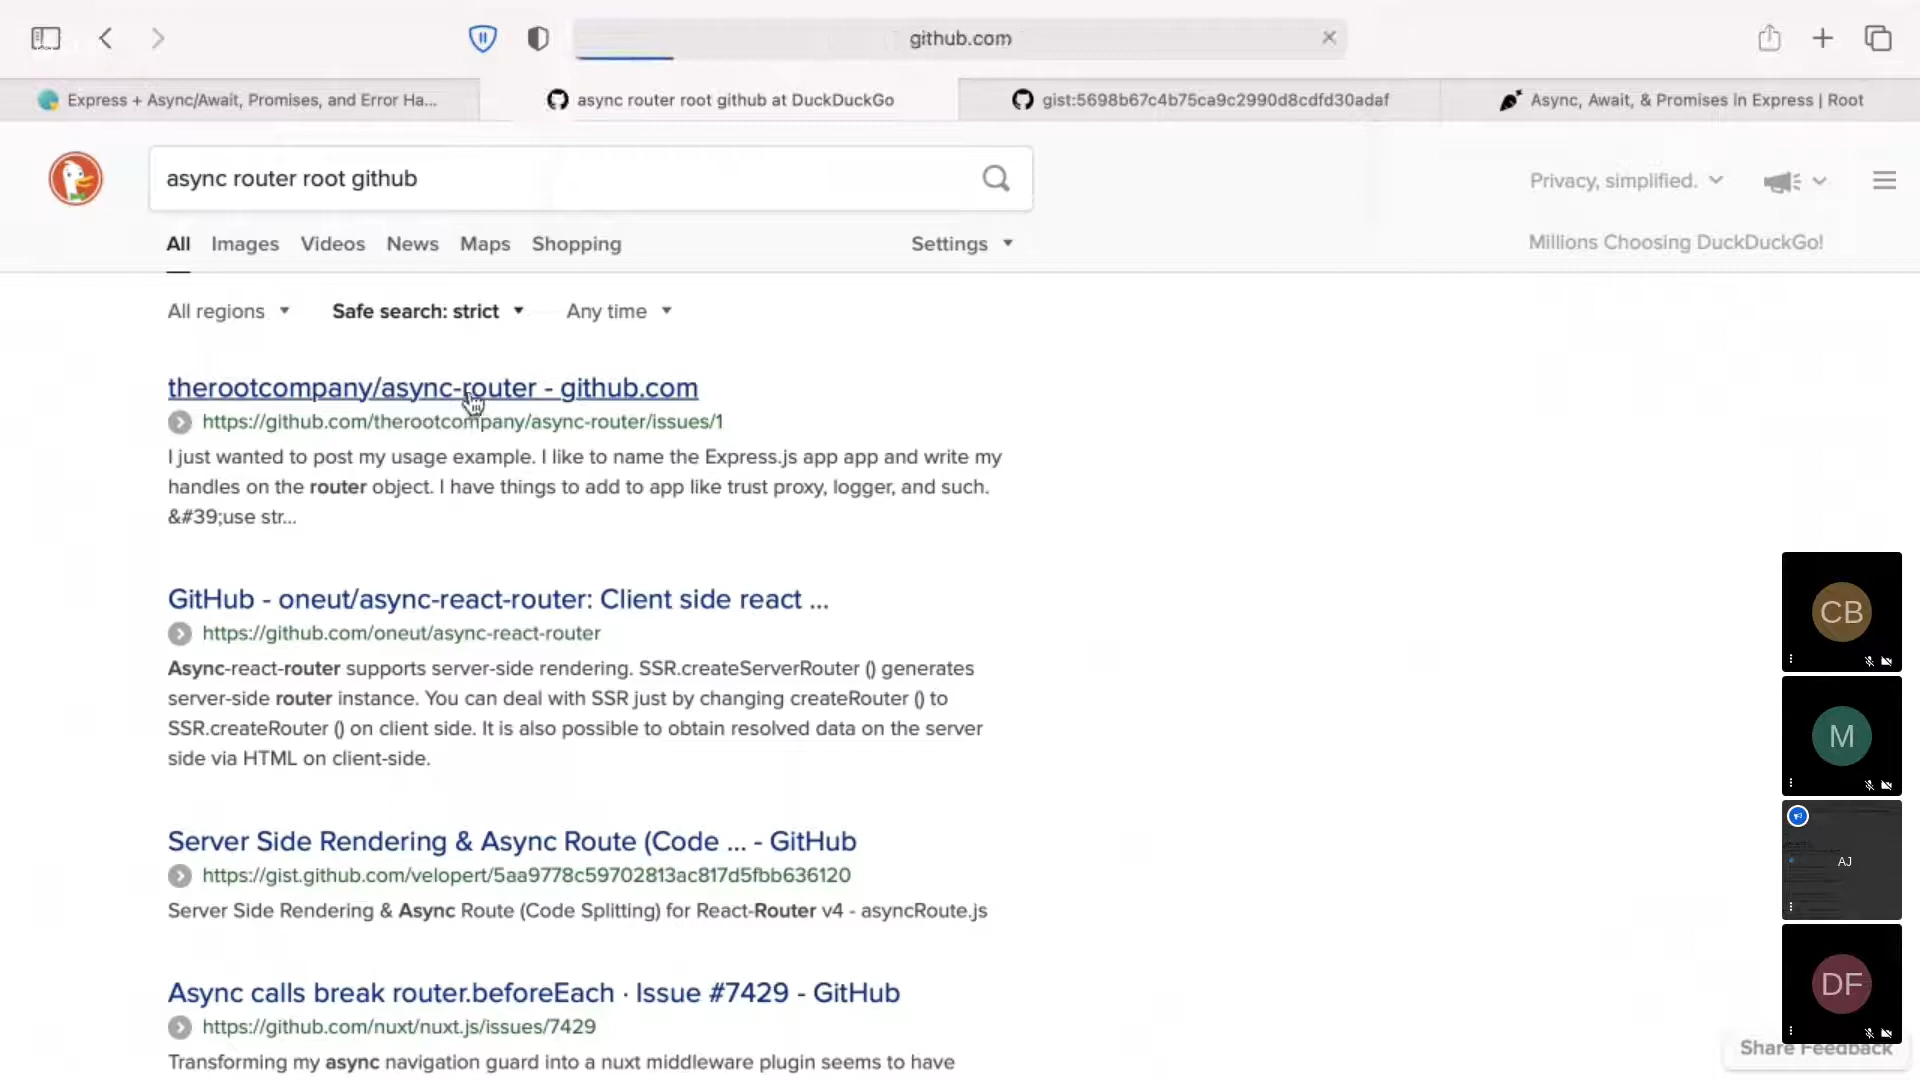 github.com
Express + Async/Await, Promises, and Error Ha...
async router root github at DuckDuckGo
gist:5698b67c4b75ca9c2990d8cdfd30adaf
Async, Await, & Promises in Express | Root
async router root github
Privacy, simplified.
All
Images
Videos
News
Maps
Shopping
Settings
Millions Choosing DuckDuckGo!
All regions
Safe search: strict
Any time
therootcompany/async-router - github.com
https://github.com/therootcompany/async-router/issues/1
I just wanted to post my usage example. I like to name the Express.js app app and write my
handles on the router object. I have things to add to app like trust proxy, logger, and such.
&#39;use str...
GitHub - oneut/async-react-router: Client side react ...
https://github.com/oneut/async-react-router
Async-react-router supports server-side rendering. SSR.createServerRouter () generates
server-side router instance. You can deal with SSR just by changing createRouter () to
SSR.createRouter () on client side. It is also possible to obtain resolved data on the server
side via HTML on client-side.
Server Side Rendering & Async Route (Code ... - GitHub
https://gist.github.com/velopert/5aa9778c59702813ac817d5fbb636120
Server Side Rendering & Async Route (Code Splitting) for React-Router v4 - asyncRoute.js
Async calls break router.beforeEach · Issue #7429 - GitHub
https://github.com/nuxt/nuxt.js/issues/7429
Transforming my async navigation guard into a nuxt middleware plugin seems to have
CB
M
AJ
DF
Share Feedback